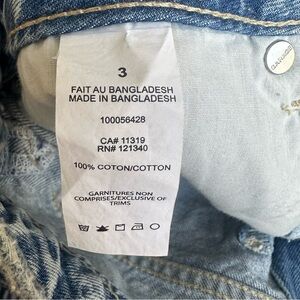 3
FAIT AU BANGLADESH
MADE IN BANGLADESH
100056428
CA# 11319
RN# 121340
100% COTON/COTTON
GARNITURES NON
COMPRISES/EXCLUSIVE OF
TRIMS
GARAGE